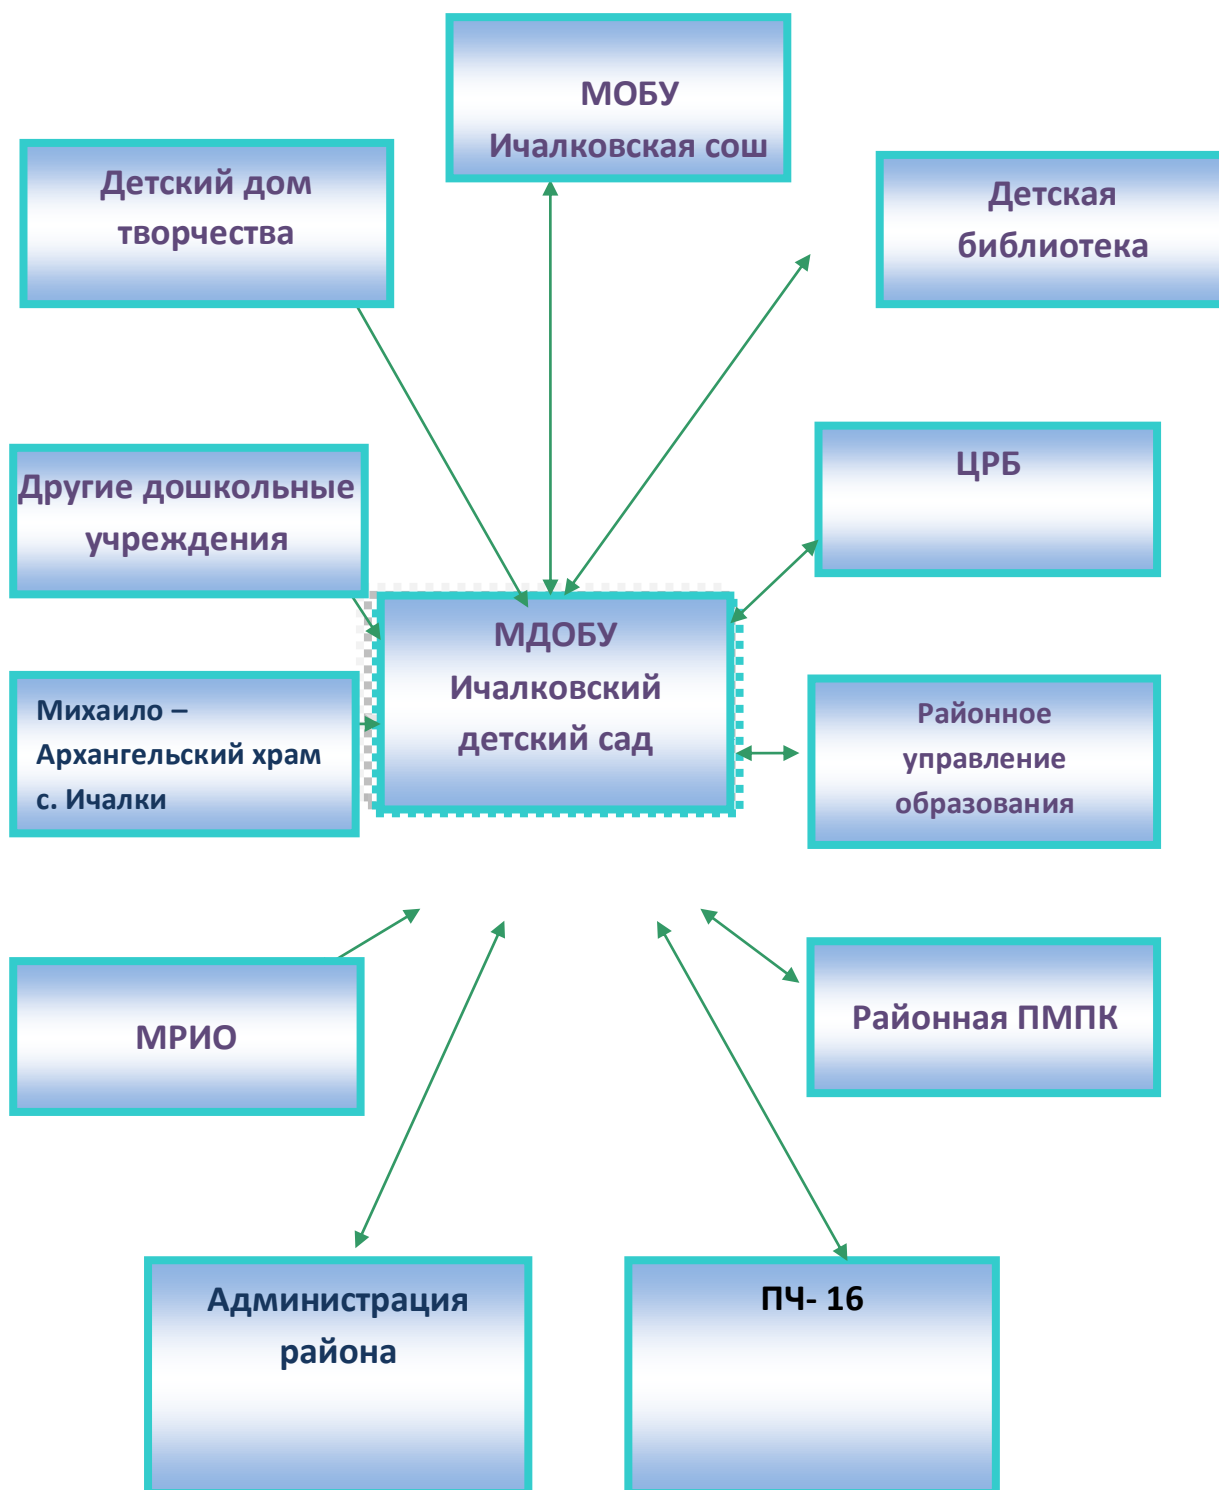 МОБУ
Ичалковская сош
Детский дом
творчества
Детская
библиотека
Другие дошкольные
учреждения
ЦРБ
МДОБУ
Ичалковский
детский сад
Михаило –
Архангельский храм
с. Ичалки
Районное
управление
образования
МРИО
Районная ПМПК
Администрация
района
ПЧ- 16